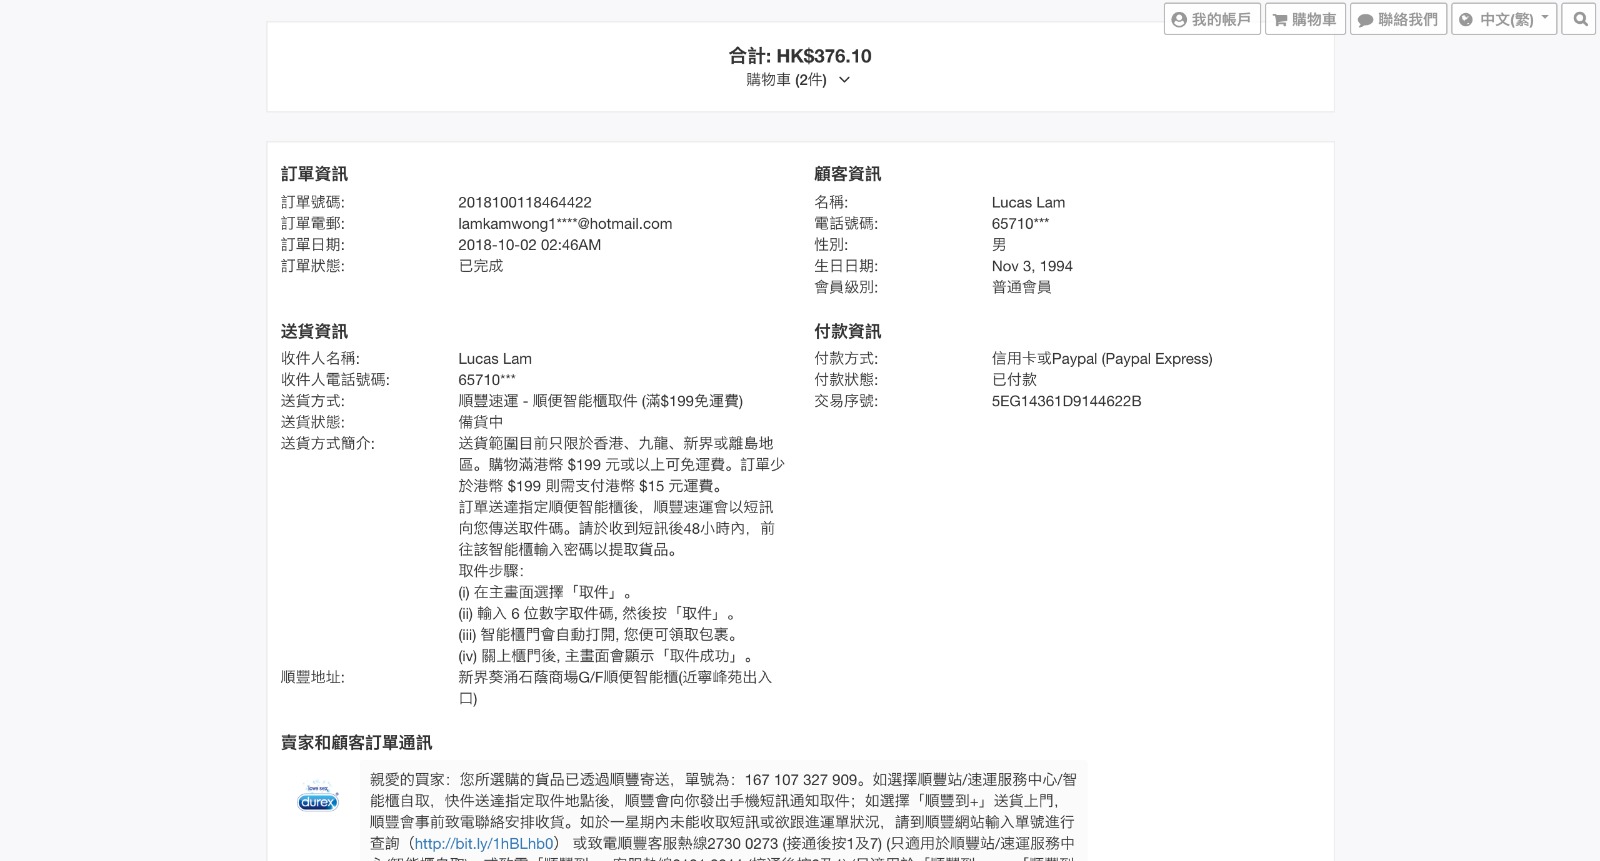 我的帳戶 購物車 聯絡我們 中文(繁)
合計: HK$376.10
購物車 (2件)
訂單資訊
訂單號碼: 2018100118464422
訂單電郵: lamkamwong1****@hotmail.com
訂單日期: 2018-10-02 02:46AM
訂單狀態: 已完成
顧客資訊
名稱: Lucas Lam
電話號碼: 65710***
性別: 男
生日日期: Nov 3, 1994
會員級別: 普通會員
送貨資訊
收件人名稱: Lucas Lam
收件人電話號碼: 65710***
送貨方式: 順豐速運 - 順便智能櫃取件 (滿$199免運費)
送貨狀態: 備貨中
送貨方式簡介: 送貨範圍目前只限於香港、九龍、新界或離島地
區。購物滿港幣 $199 元或以上可免運費。訂單少
於港幣 $199 則需支付港幣 $15 元運費。
訂單送達指定順便智能櫃後，順豐速運會以短訊
向您傳送取件碼。請於收到短訊後48小時內，前
往該智能櫃輸入密碼以提取貨品。
取件步驟:
(i) 在主畫面選擇「取件」。
(ii) 輸入 6 位數字取件碼, 然後按「取件」。
(iii) 智能櫃門會自動打開, 您便可領取包裹。
(iv) 關上櫃門後, 主畫面會顯示「取件成功」。
順豐地址: 新界葵涌石蔭商場G/F順便智能櫃(近寧峰苑出入
口)
付款資訊
付款方式: 信用卡或Paypal (Paypal Express)
付款狀態: 已付款
交易序號: 5EG14361D9144622B
賣家和顧客訂單通訊
love sex
durex
親愛的買家：您所選購的貨品已透過順豐寄送，單號為：167 107 327 909。如選擇順豐站/速運服務中心/智
能櫃自取，快件送達指定取件地點後，順豐會向你發出手機短訊通知取件；如選擇「順豐到+」送貨上門，
順豐會事前致電聯絡安排收貨。如於一星期內未能收取短訊或欲跟進運單狀況，請到順豐網站輸入單號進行
查詢（http://bit.ly/1hBLhb0） 或致電順豐客服熱線2730 0273 (接通後按1及7) (只適用於順豐站/速運服務中